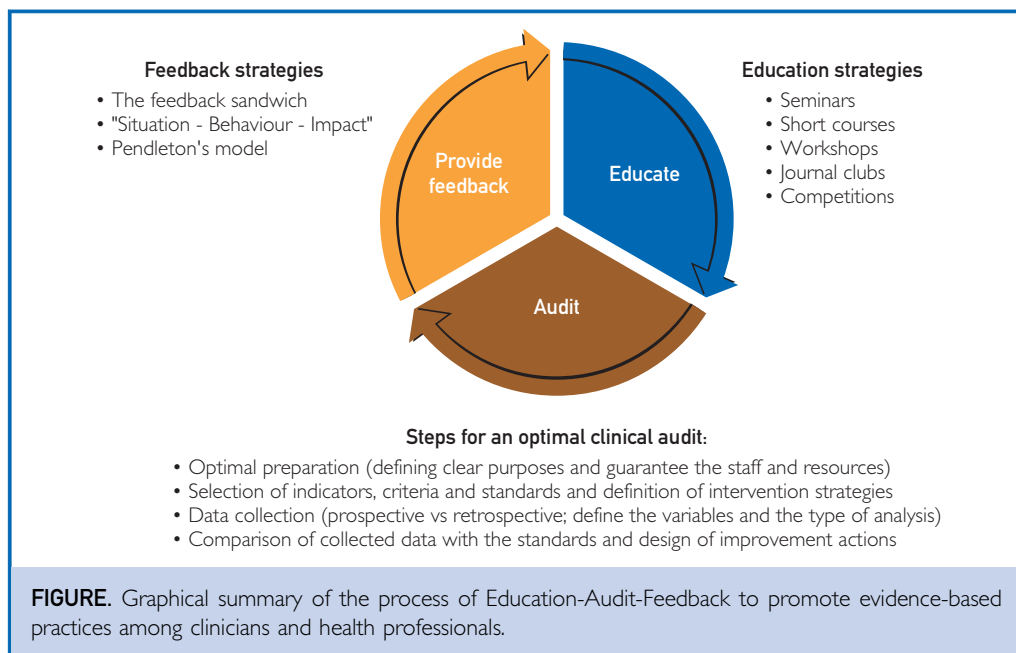 Feedback strategies
• The feedback sandwich
• "Situation - Behaviour - Impact"
• Pendleton's model
Provide
feedback
Educate
Education strategies
• Seminars
• Short courses
• Workshops
• Journal clubs
• Competitions
Audit
Steps for an optimal clinical audit:
• Optimal preparation (defining clear purposes and guarantee the staff and resources)
• Selection of indicators, criteria and standards and definition of intervention strategies
• Data collection (prospective vs retrospective; define the variables and the type of analysis)
• Comparison of collected data with the standards and design of improvement actions
FIGURE. Graphical summary of the process of Education-Audit-Feedback to promote evidence-based
practices among clinicians and health professionals.